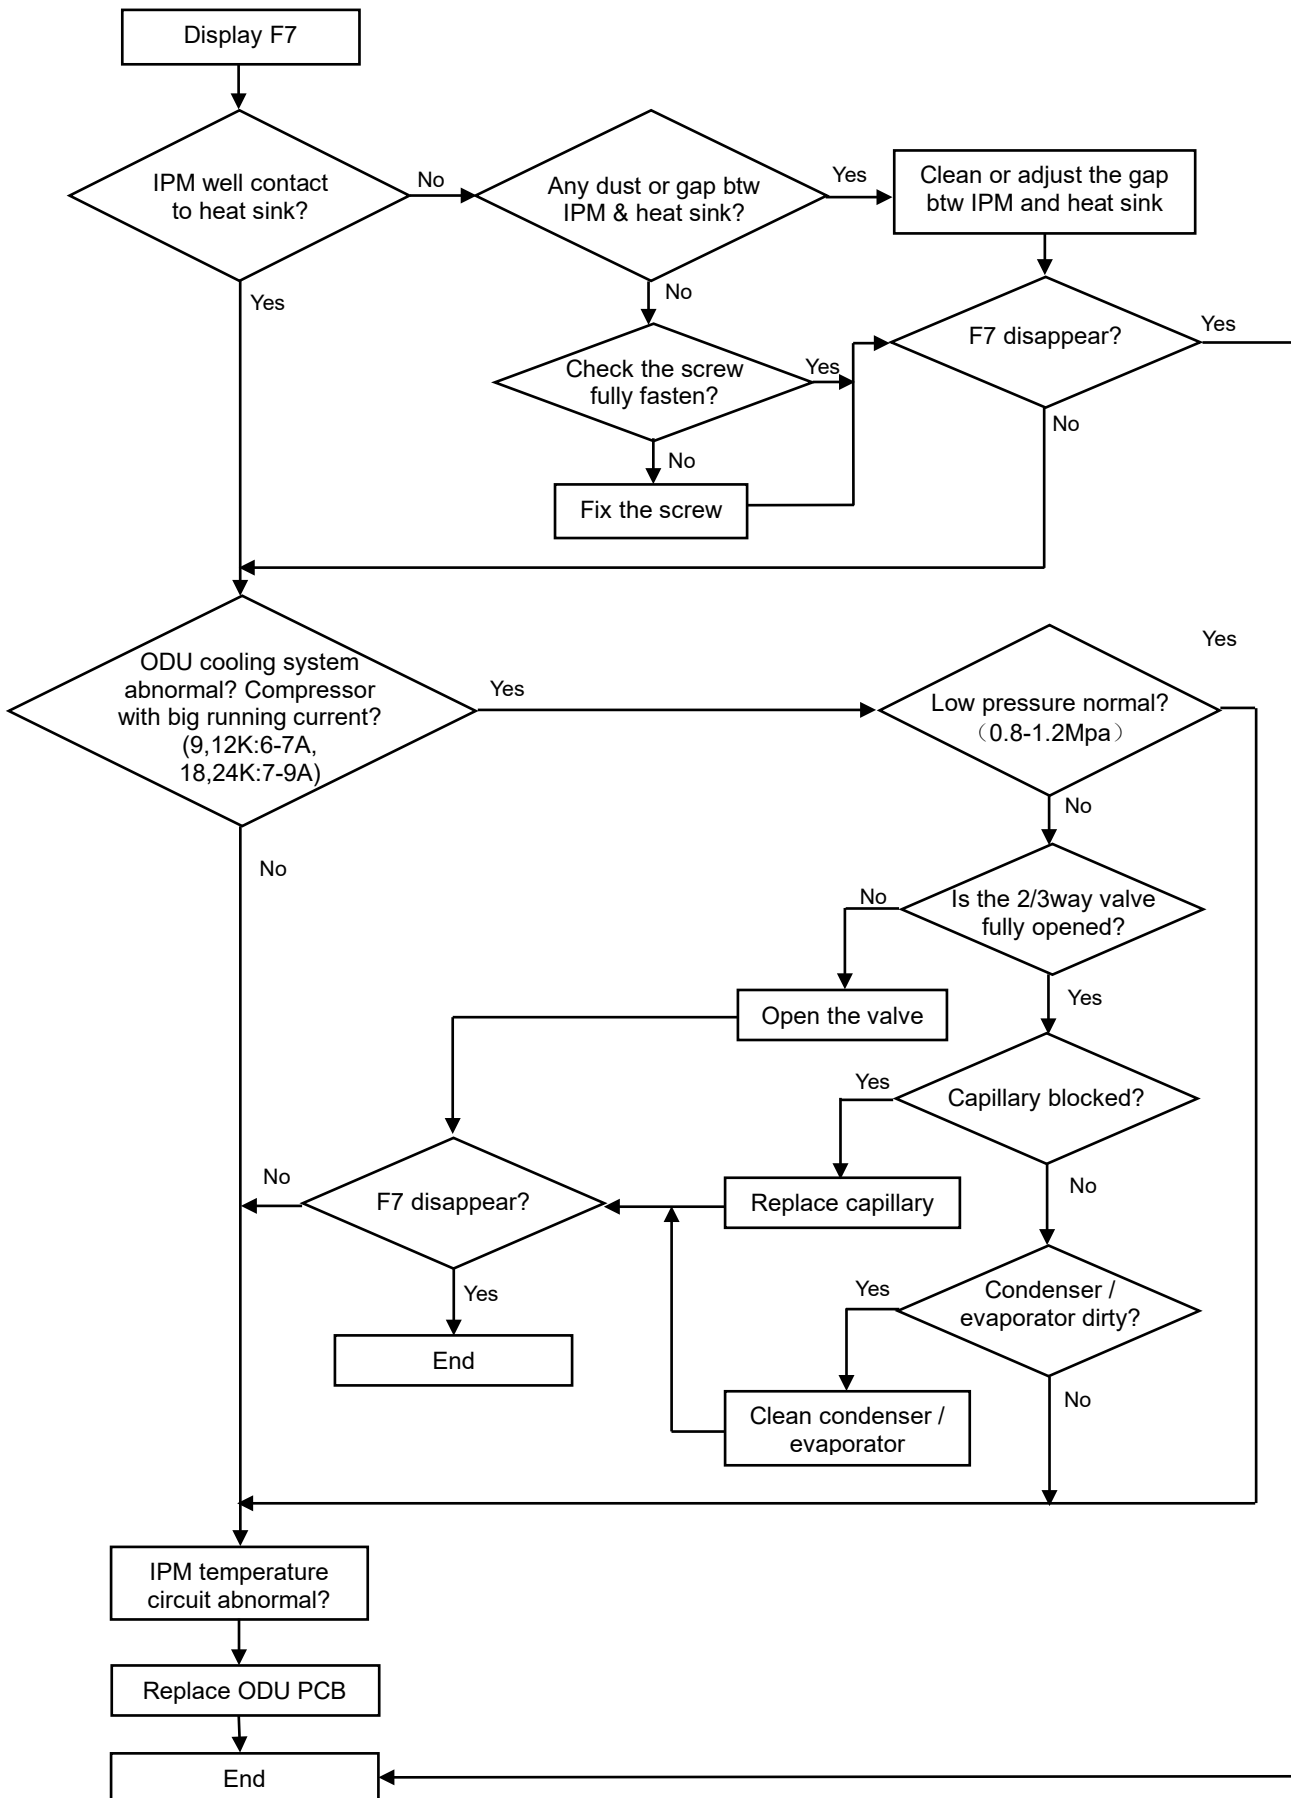 Display F7
IPM well contact
to heat sink?
No
Any dust or gap btw
IPM & heat sink?
Yes
Clean or adjust the gap
btw IPM and heat sink
Yes
No
Check the screw
fully fasten?
Yes
F7 disappear?
Yes
No
No
Fix the screw
ODU cooling system
abnormal? Compressor
with big running current?
(9,12K:6-7A,
18,24K:7-9A)
Yes
Low pressure normal?
（0.8-1.2Mpa）
Yes
No
No
Is the 2/3way valve
fully opened?
No
Yes
Open the valve
Capillary blocked?
Yes
No
Replace capillary
F7 disappear?
No
Yes
End
Condenser /
evaporator dirty?
Yes
No
Clean condenser /
evaporator
IPM temperature
circuit abnormal?
Replace ODU PCB
End